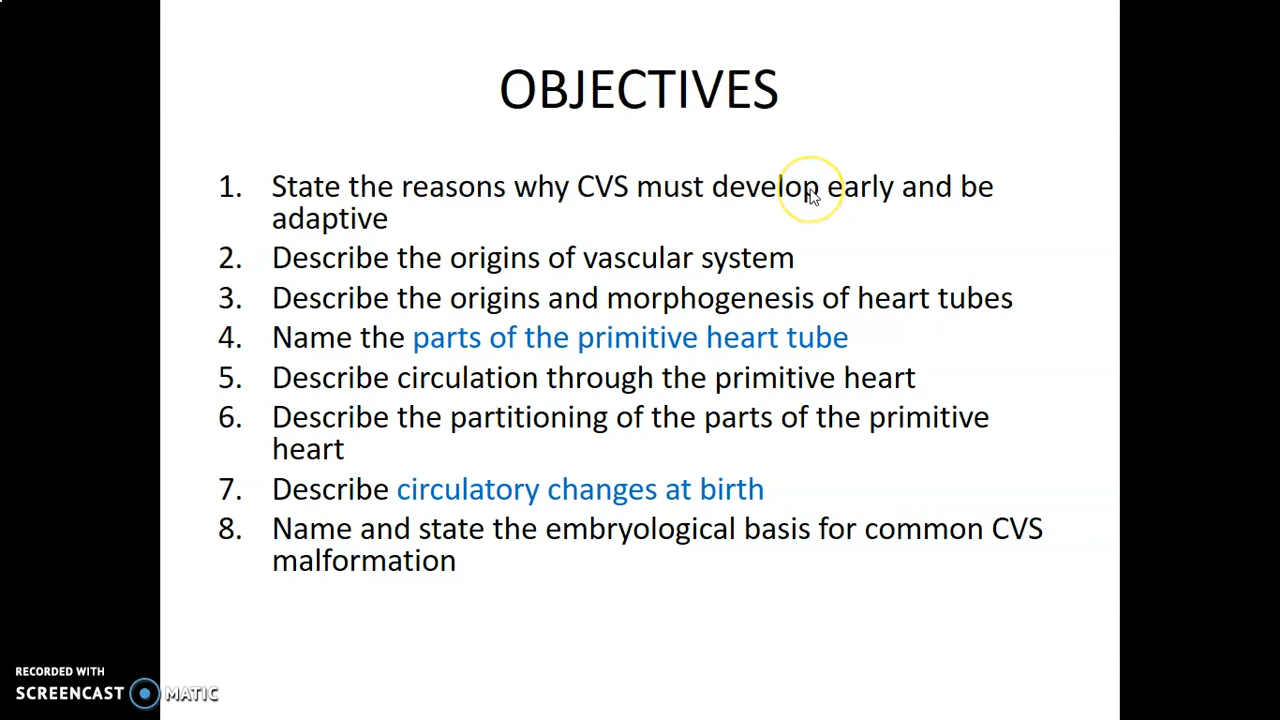 OBJECTIVES
1. State the reasons why CVS must develop early and be
adaptive
2. Describe the origins of vascular system
3. Describe the origins and morphogenesis of heart tubes
4. Name the parts of the primitive heart tube
5. Describe circulation through the primitive heart
6. Describe the partitioning of the parts of the primitive
heart
7. Describe circulatory changes at birth
8. Name and state the embryological basis for common CVS
malformation
RECORDED WITH
SCREENCAST MATIC